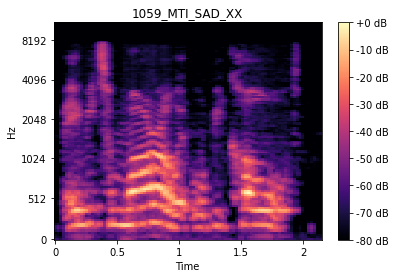 1059_MTI_SAD_XX
+0 dB
8192
-10 dB
4096
-20 dB
-30 dB
2048
Hz
-40 dB
1024
-50 dB
512
-60 dB
-70 dB
0
-80 dB
0
0.5
1
1.5
2
Time